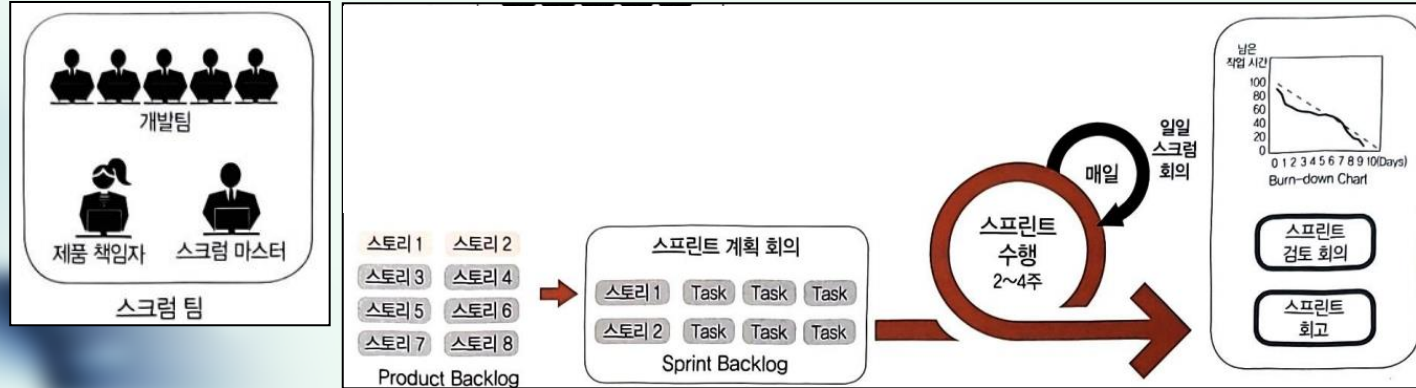 개발팀
제품 책임자
스크럼 마스터
스크럼 팀
스토리 1 스토리 2
스토리 3 스토리 4
스토리 5 스토리 6
스토리 7 스토리 8
Product Backlog
스프린트 계획 회의
스토리 1 Task Task Task
스토리 2 Task Task Task
Sprint Backlog
스프린트
수행
2~4주
매일
일일
스크럼
회의
남은
작업 시간
100
80
60
40
20
0
0 1 2 3 4 5 6 7 8 9 10(Days)
Burn-down Chart
스프린트
검토 회의
스프린트
회고